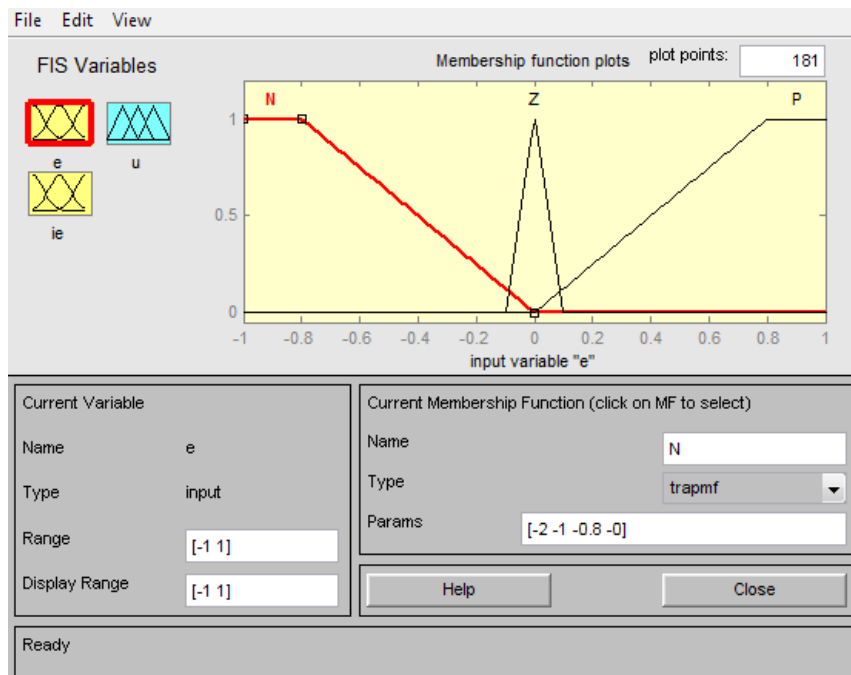 File Edit View
FIS Variables
Membership function plots plot points: 181
N Z P
1
0.5
0
e u
ie
-1 -0.8 -0.6 -0.4 -0.2 0 0.2 0.4 0.6 0.8 1
input variable "e"
Current Variable
Name e
Type input
Range [-1 1]
Display Range [-1 1]
Current Membership Function (click on MF to select)
Name N
Type trapmf
Params [-2 -1 -0.8 -0]
Help Close
Ready